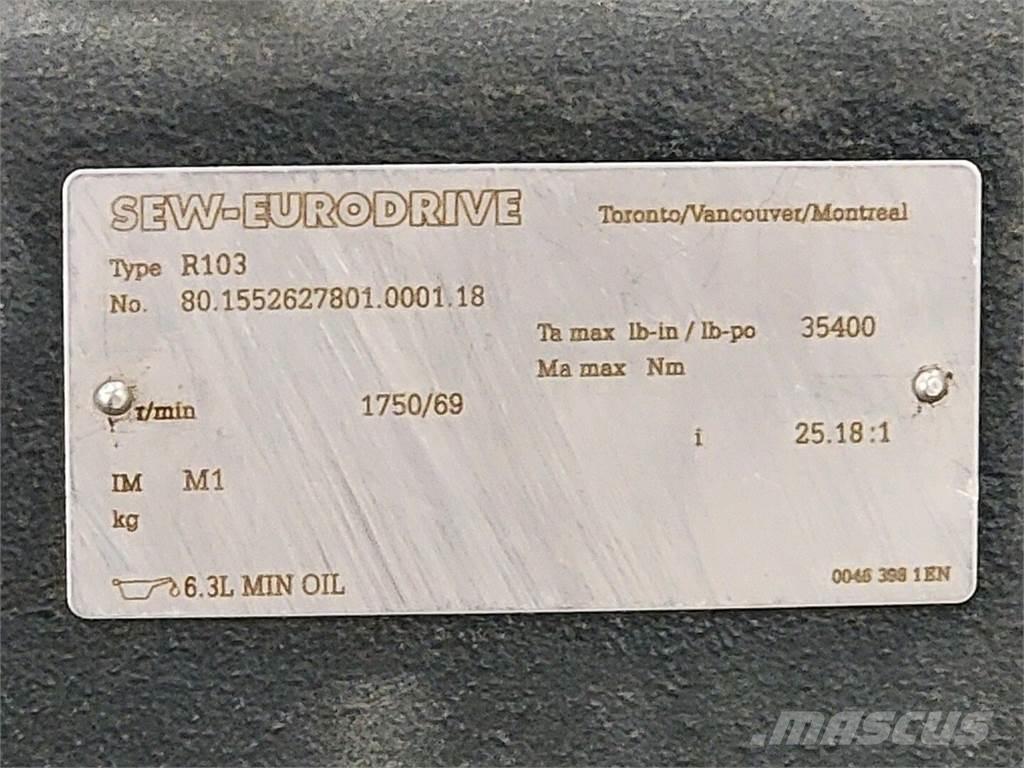 SEW-EURODRIVE Toronto/Vancouver/Montreal
Type R103
No. 80.1552627801.0001.18
Ta max lb-in / lb-po 35400
Ma max Nm
r/min 1750/69
i 25.18:1
IM M1
kg
6.3L MIN OIL
0046 398 1EN
MASCUS